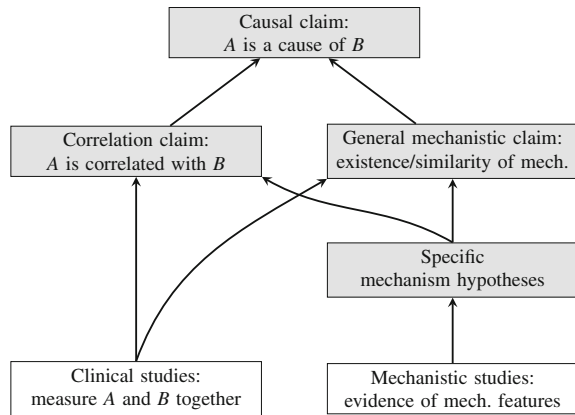 Causal claim:
A is a cause of B
Correlation claim:
A is correlated with B
General mechanistic claim:
existence/similarity of mech.
Specific
mechanism hypotheses
Clinical studies:
measure A and B together
Mechanistic studies:
evidence of mech. features